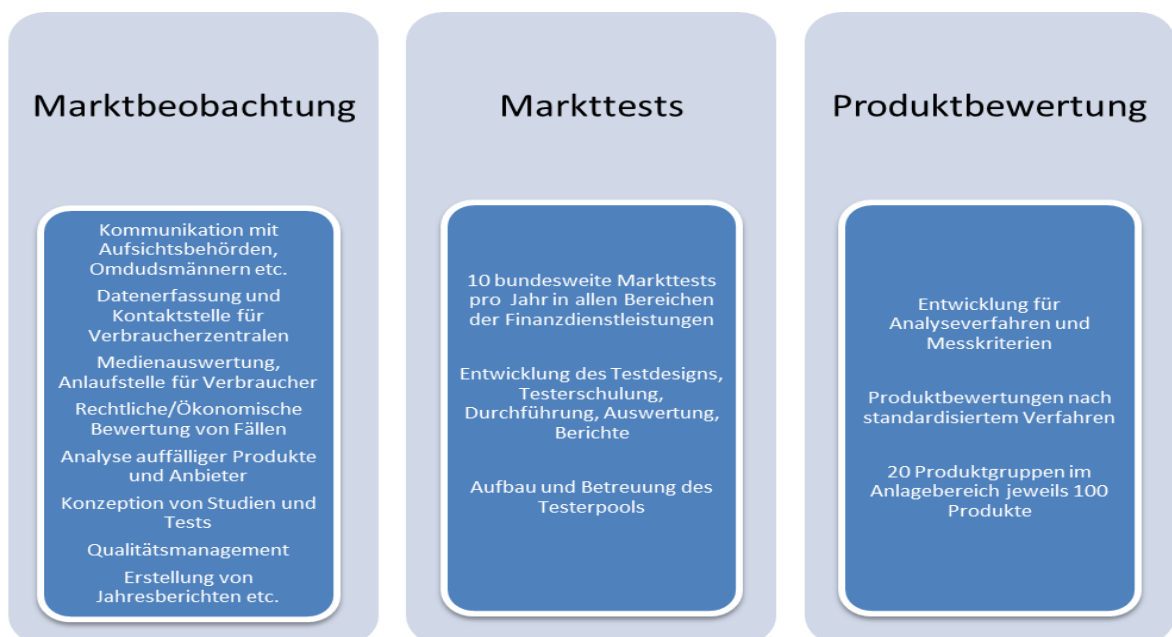 Marktbeobachtung
Kommunikation mit
Aufsichtsbehörden,
Omdudsmännern etc.
Datenerfassung und
Kontaktstelle für
Verbraucherzentralen
Medienauswertung,
Anlaufstelle für Verbraucher
Rechtliche/Ökonomische
Bewertung von Fällen
Analyse auffälliger Produkte
und Anbieter
Konzeption von Studien und
Tests
Qualitätsmanagement
Erstellung von
Jahresberichten etc.
Markttests
10 bundesweite Markttests
pro Jahr in allen Bereichen
der Finanzdienstleistungen
Entwicklung des Testdesigns,
Testerschulung,
Durchführung, Auswertung,
Berichte
Aufbau und Betreuung des
Testerpools
Produktbewertung
Entwicklung für
Analyseverfahren und
Messkriterien
Produktbewertungen nach
standardisiertem Verfahren
20 Produktgruppen im
Anlagebereich jeweils 100
Produkte